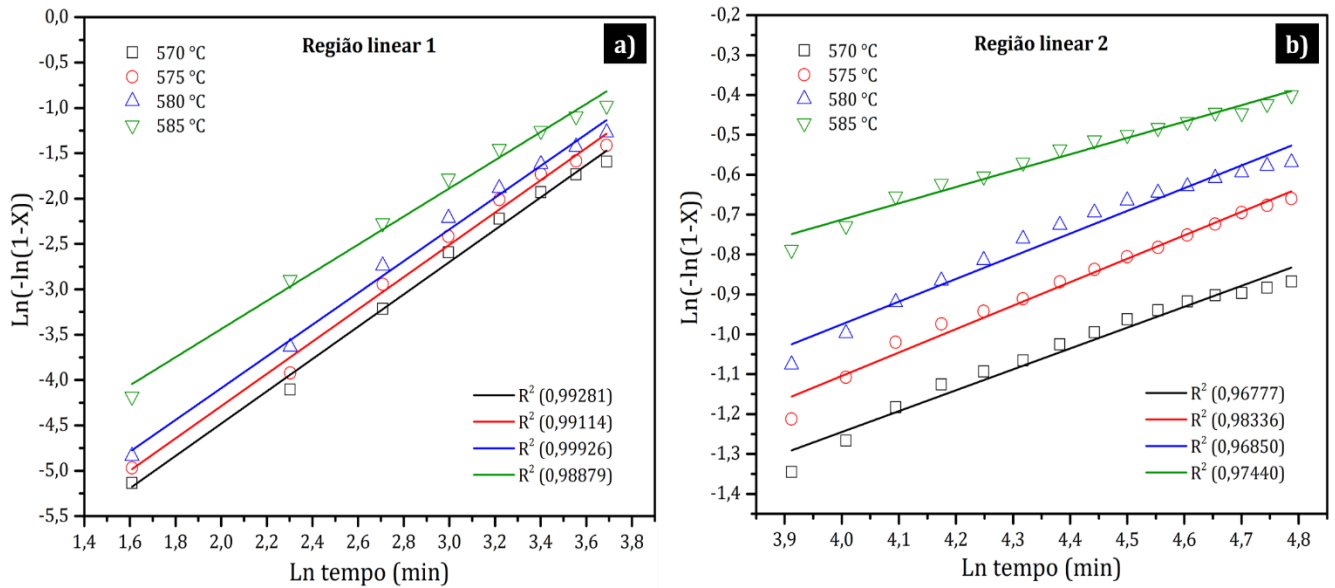 Região linear 1
a)
570 °C
575 °C
580 °C
585 °C
Ln(-ln(1-X))
0,0
-0,5
-1,0
-1,5
-2,0
-2,5
-3,0
-3,5
-4,0
-4,5
-5,0
-5,5
R² (0,99281)
R² (0,99114)
R² (0,99926)
R² (0,98879)
1,4 1,6 1,8 2,0 2,2 2,4 2,6 2,8 3,0 3,2 3,4 3,6 3,8
Ln tempo (min)
Região linear 2
b)
570 °C
575 °C
580 °C
585 °C
Ln(-ln(1-X))
-0,2
-0,3
-0,4
-0,5
-0,6
-0,7
-0,8
-0,9
-1,0
-1,1
-1,2
-1,3
-1,4
R² (0,96777)
R² (0,98336)
R² (0,96850)
R² (0,97440)
3,9 4,0 4,1 4,2 4,3 4,4 4,5 4,6 4,7 4,8
Ln tempo (min)